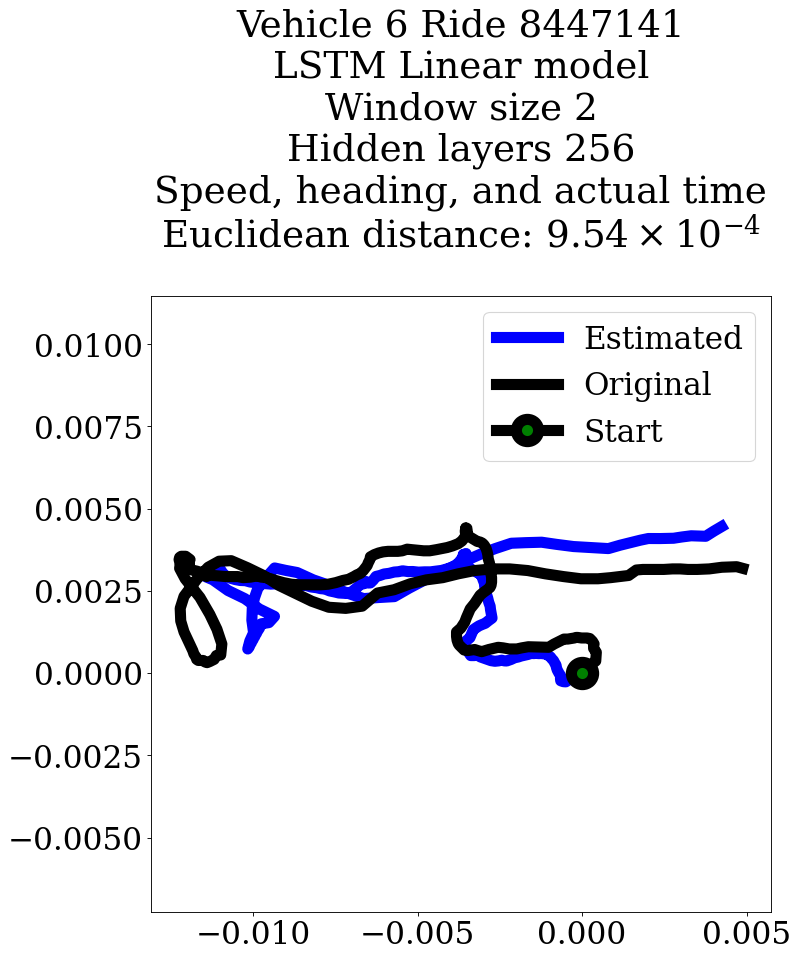 Vehicle 6 Ride 8447141
LSTM Linear model
Window size 2
Hidden layers 256
Speed, heading, and actual time
Euclidean distance: 9.54 × 10⁻⁴
Estimated
Original
Start
0.0100
0.0075
0.0050
0.0025
0.0000
−0.0025
−0.0050
−0.010 −0.005 0.000 0.005